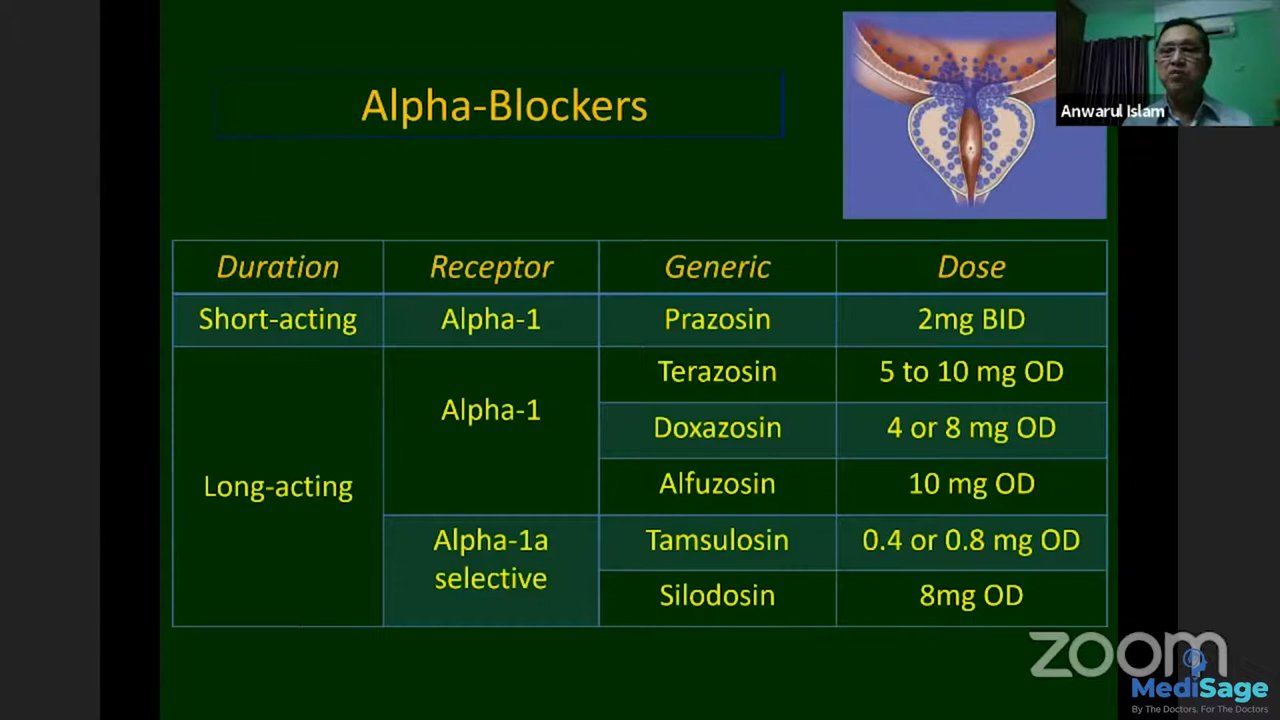 Alpha-Blockers
Anwarul Islam
Duration Receptor Generic Dose
Short-acting Alpha-1 Prazosin 2mg BID
Long-acting
Alpha-1
Terazosin 5 to 10 mg OD
Doxazosin 4 or 8 mg OD
Alfuzosin 10 mg OD
Alpha-1a
selective
Tamsulosin 0.4 or 0.8 mg OD
Silodosin 8mg OD
zoom
MediSage
By The Doctors, For The Doctors